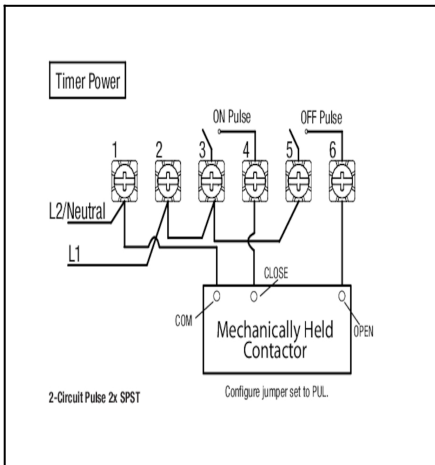 Timer Power
ON Pulse
OFF Pulse
1 2 3 4 5 6
L2/Neutral
L1
CLOSE
COM
OPEN
Mechanically Held
Contactor
2-Circuit Pulse 2x SPST
Configure jumper set to PUL.